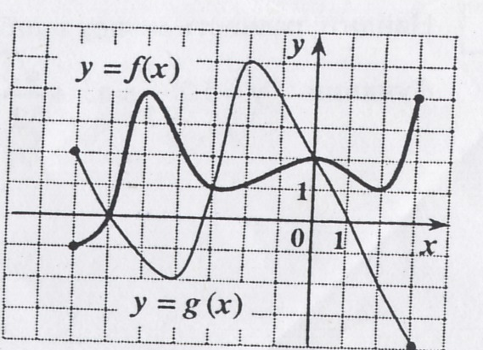 y
y = f(x)
1
0 1 x
y = g(x)